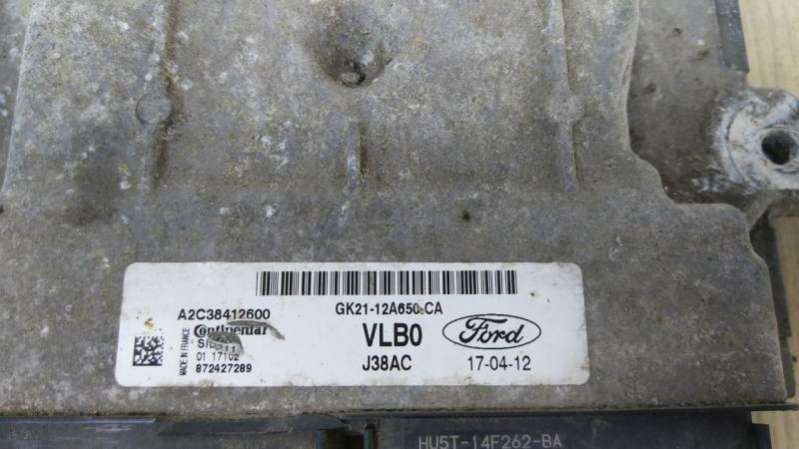 A2C38412600
Continental
MADE IN FRANCE
01 17102
872427289
GK21-12A650-CA
VLB0
J38AC
Ford
17-04-12
HU5T-14F262-BA